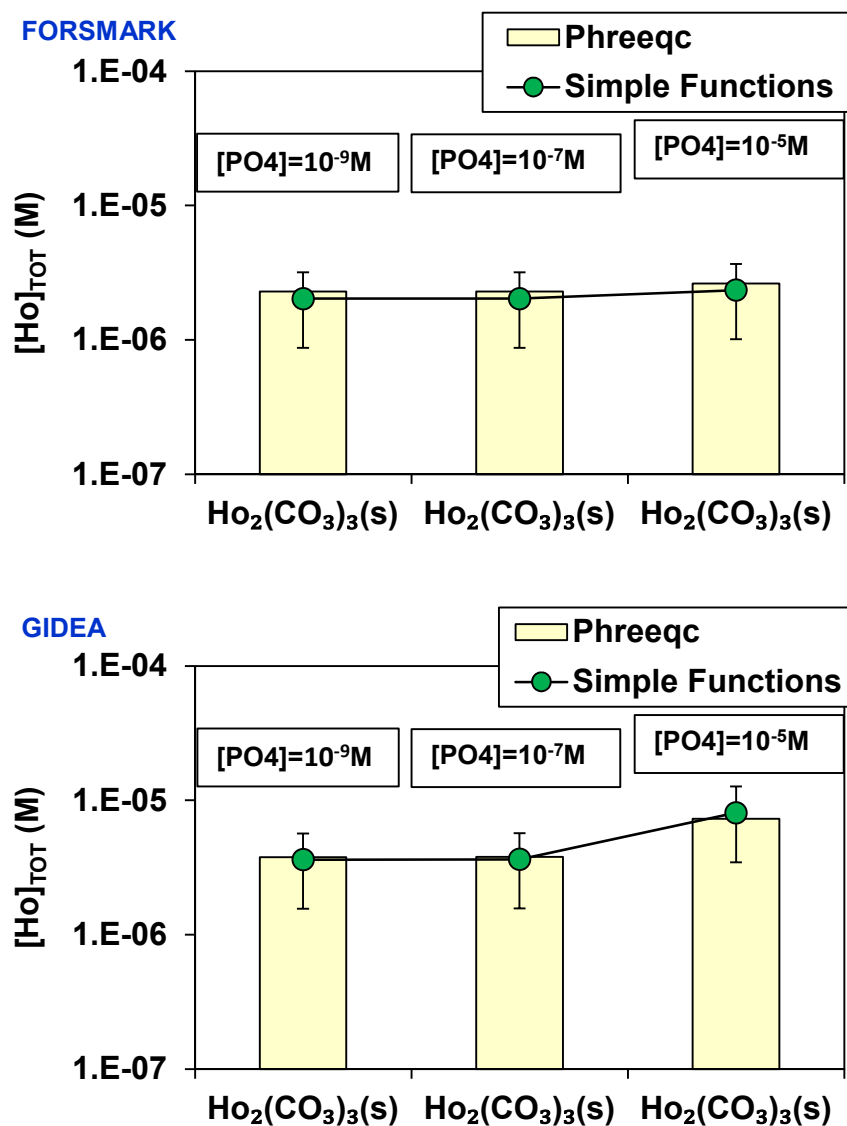 FORSMARK
Phreeqc
Simple Functions
1.E-04
[PO4]=10⁻⁹M
[PO4]=10⁻⁷M
[PO4]=10⁻⁵M
1.E-05
[Ho]TOT (M)
1.E-06
1.E-07
Ho₂(CO₃)₃(s)
Ho₂(CO₃)₃(s)
Ho₂(CO₃)₃(s)
GIDEA
Phreeqc
Simple Functions
1.E-04
[PO4]=10⁻⁹M
[PO4]=10⁻⁷M
[PO4]=10⁻⁵M
1.E-05
[Ho]TOT (M)
1.E-06
1.E-07
Ho₂(CO₃)₃(s)
Ho₂(CO₃)₃(s)
Ho₂(CO₃)₃(s)